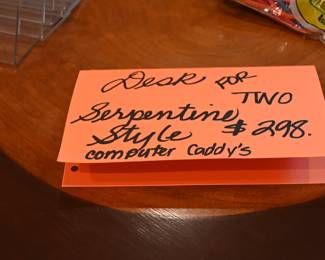 Desk FOR
TWO
Serpentine
Style $298.
computer Caddy's